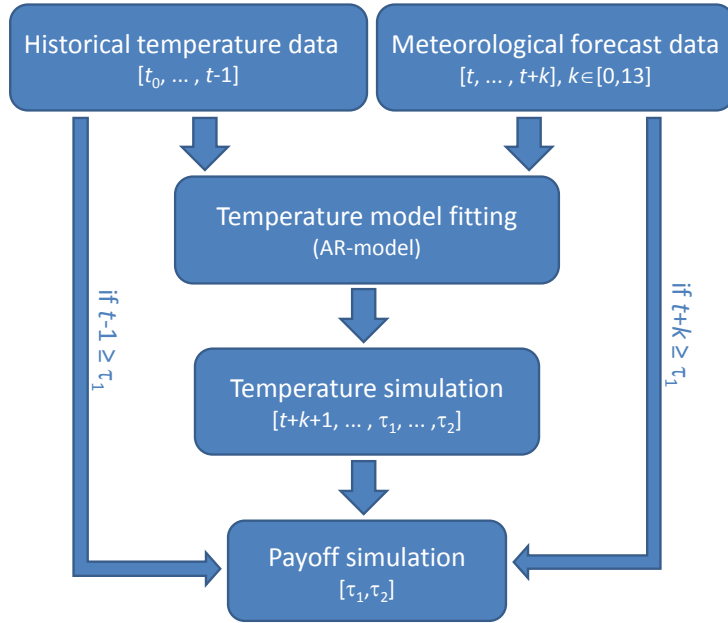 Historical temperature data
[t₀, ... , t-1]
Meteorological forecast data
[t, ... , t+k], k∈[0,13]
Temperature model fitting
(AR-model)
if t-1 ≥ τ₁
if t+k ≥ τ₁
Temperature simulation
[t+k+1, ... , τ₁, ... ,τ₂]
Payoff simulation
[τ₁,τ₂]